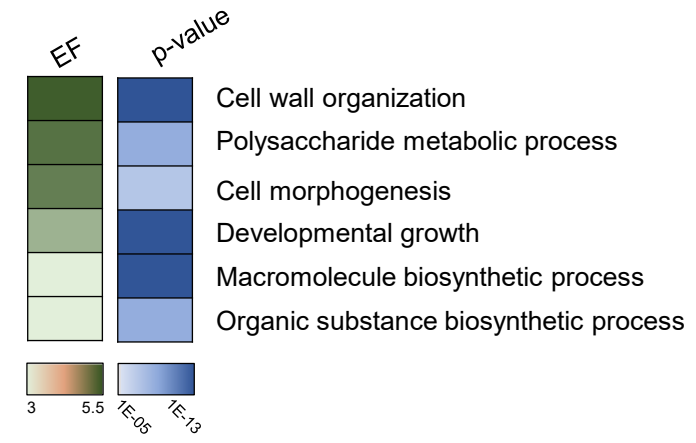 EF p-value
Cell wall organization
Polysaccharide metabolic process
Cell morphogenesis
Developmental growth
Macromolecule biosynthetic process
Organic substance biosynthetic process
3 5.5 1E-05 1E-13